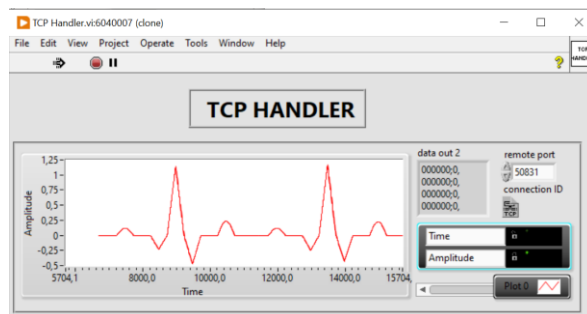 TCP Handler.vi:6040007 (clone)
File Edit View Project Operate Tools Window Help
TCP HANDLER
TCP HANDLER
data out 2
remote port
000000;0,
000000;0,
000000;0,
000000;0,
50831
connection ID
TCP
Amplitude
1,25
1
0,75
0,5
0,25
0
-0,25
-0,5
5704,1 8000,0 10000,0 12000,0 14000,0 15704,
Time
Time
Amplitude
Plot 0